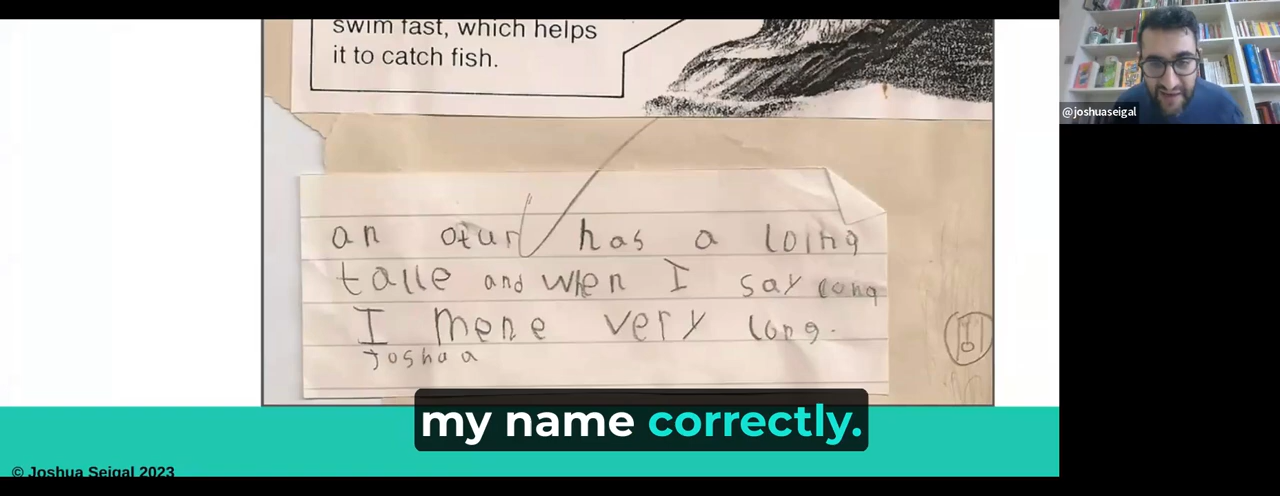 swim fast, which helps
it to catch fish.
@joshuaseigal
an otur has a loing
talle and when I say long
I mene very long.
Joshua
my name correctly.
© Joshua Seigal 2023